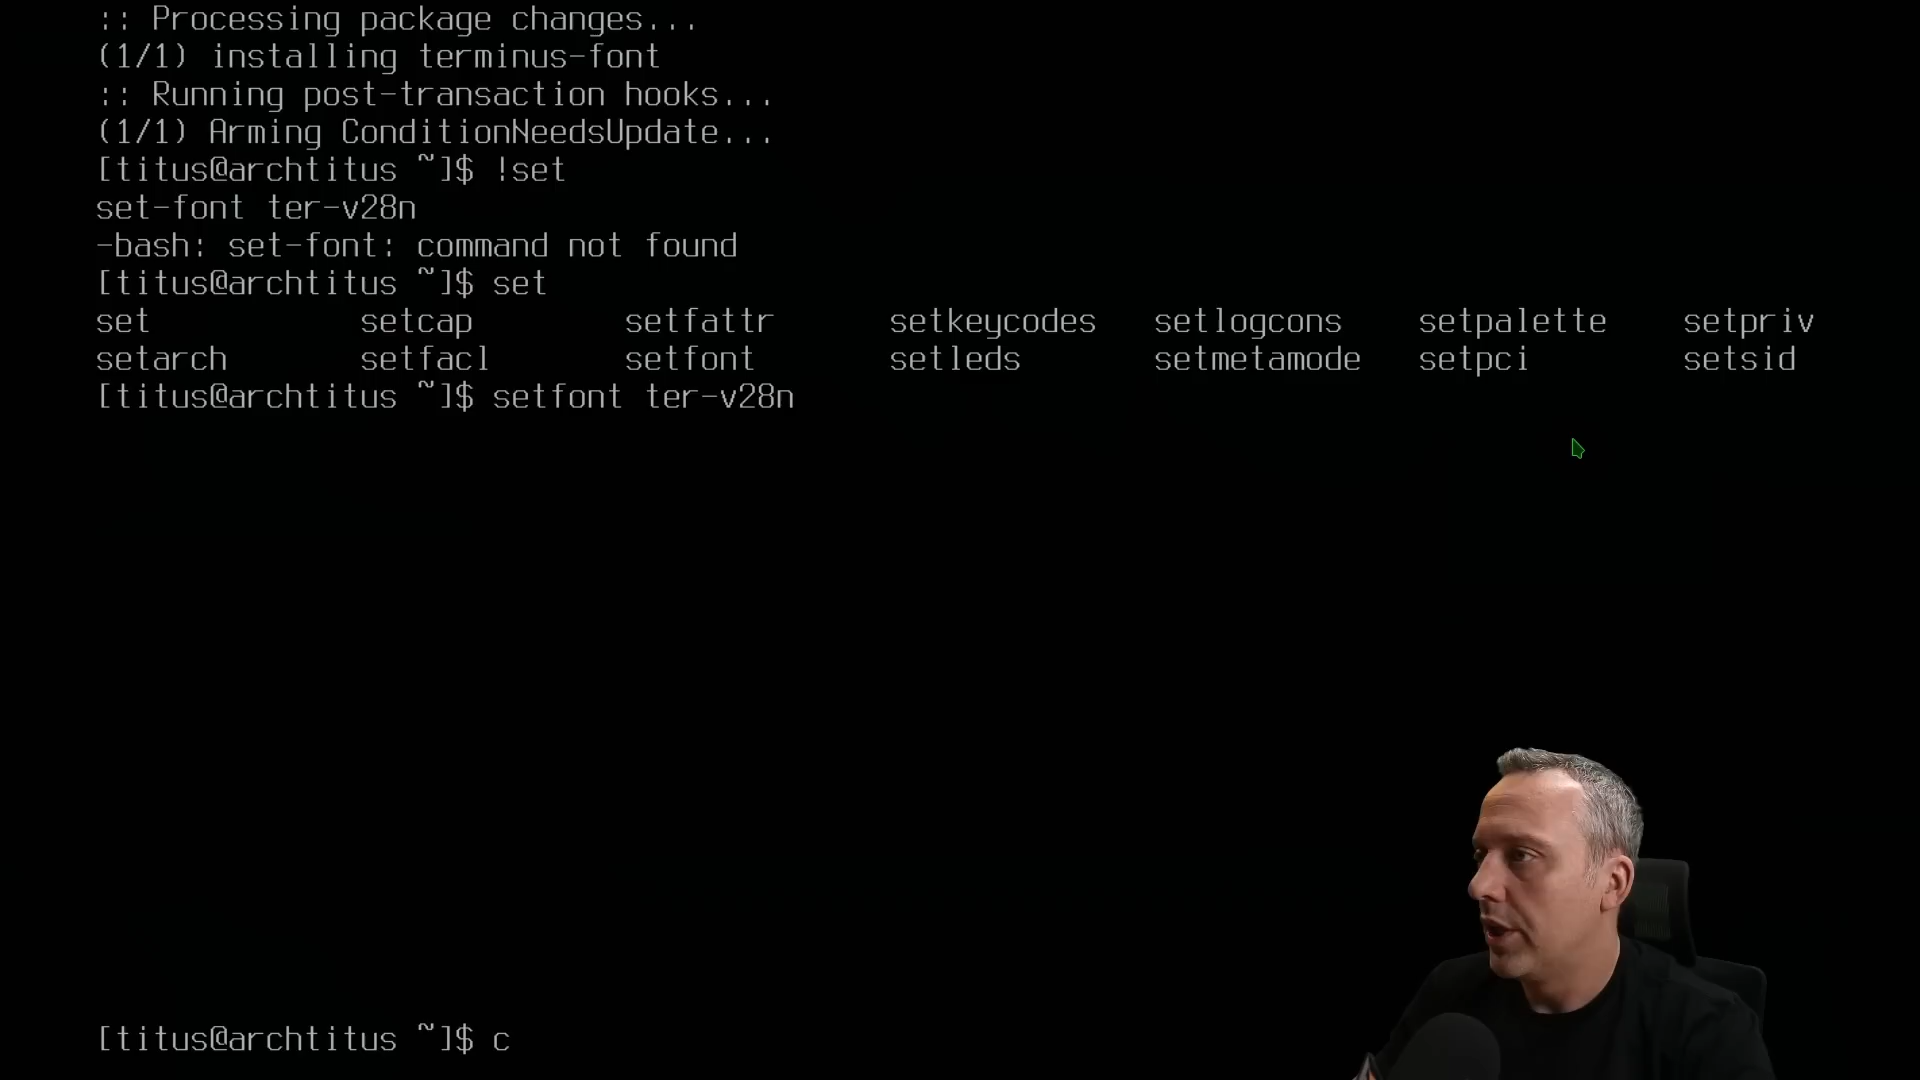 :: Processing package changes...
(1/1) installing terminus-font
:: Running post-transaction hooks...
(1/1) Arming ConditionNeedsUpdate...
[titus@archtitus ~]$ !set
set-font ter-v28n
-bash: set-font: command not found
[titus@archtitus ~]$ set
set setcap setfattr setkeycodes setlogcons setpalette setpriv
setarch setfacl setfont setleds setmetamode setpci setsid
[titus@archtitus ~]$ setfont ter-v28n
[titus@archtitus ~]$ c